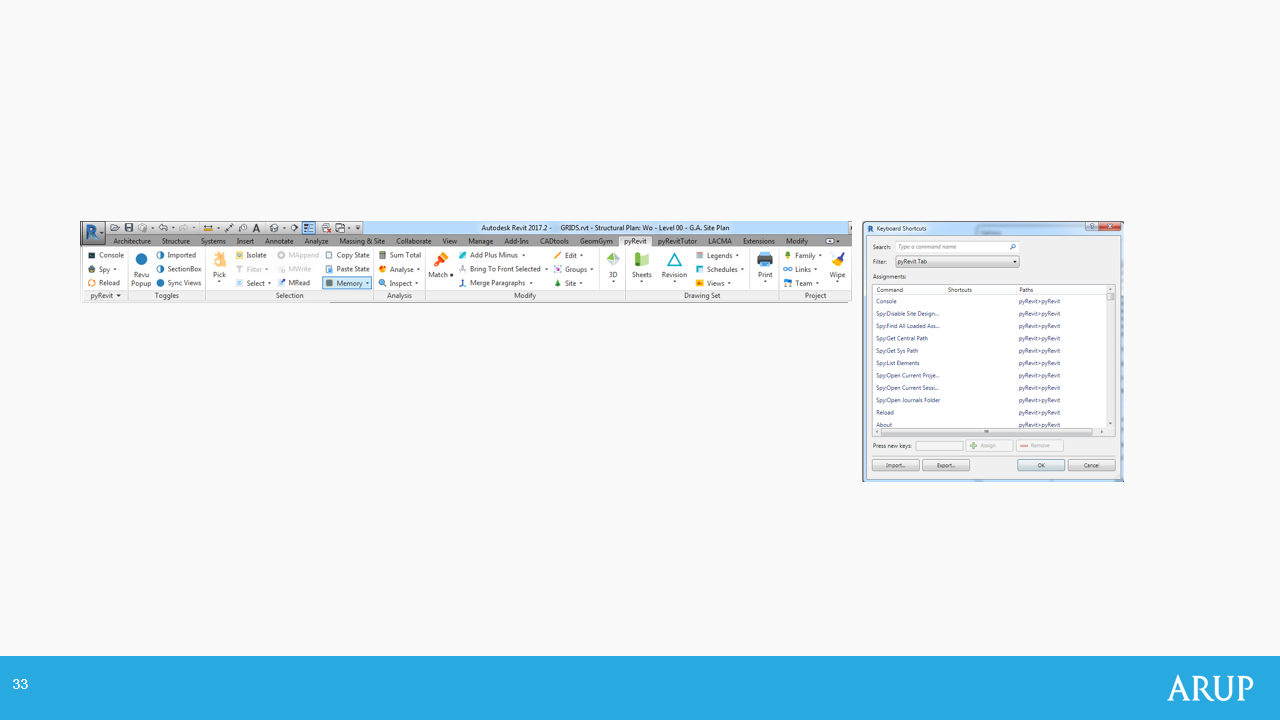 Autodesk Revit 2017.2 - GRIDS.rvt - Structural Plan: Wo - Level 00 - G.A. Site Plan
Architecture Structure Systems Insert Annotate Analyze Massing & Site Collaborate View Manage Add-Ins CADtools GeomGym pyRevit pyRevitTutor LACMA Extensions Modify
Console Imported Isolate MAppend Copy State Sum Total Add Plus Minus Edit Legends Family
Spy SectionBox Filter MWrite Paste State Analyse Bring To Front Selected Groups Schedules Links
Revu Pick Match 3D Sheets Revision Print Wipe
Reload Popup Sync Views Select MRead Memory Inspect Merge Paragraphs Site Views Team
pyRevit Toggles Selection Analysis Modify Drawing Set Project
Keyboard Shortcuts
Search: Type a command name
Filter: pyRevit Tab
Assignments:
Command Shortcuts Paths
Console pyRevit>pyRevit
Spy:Disable Site Design... pyRevit>pyRevit
Spy:Find All Loaded Ass... pyRevit>pyRevit
Spy:Get Central Path pyRevit>pyRevit
Spy:Get Sys Path pyRevit>pyRevit
Spy:List Elements pyRevit>pyRevit
Spy:Open Current Proje... pyRevit>pyRevit
Spy:Open Current Sessi... pyRevit>pyRevit
Spy:Open Journals Folder pyRevit>pyRevit
Reload pyRevit>pyRevit
About pyRevit>pyRevit
Press new keys: Assign Remove
Import... Export... OK Cancel
33
ARUP